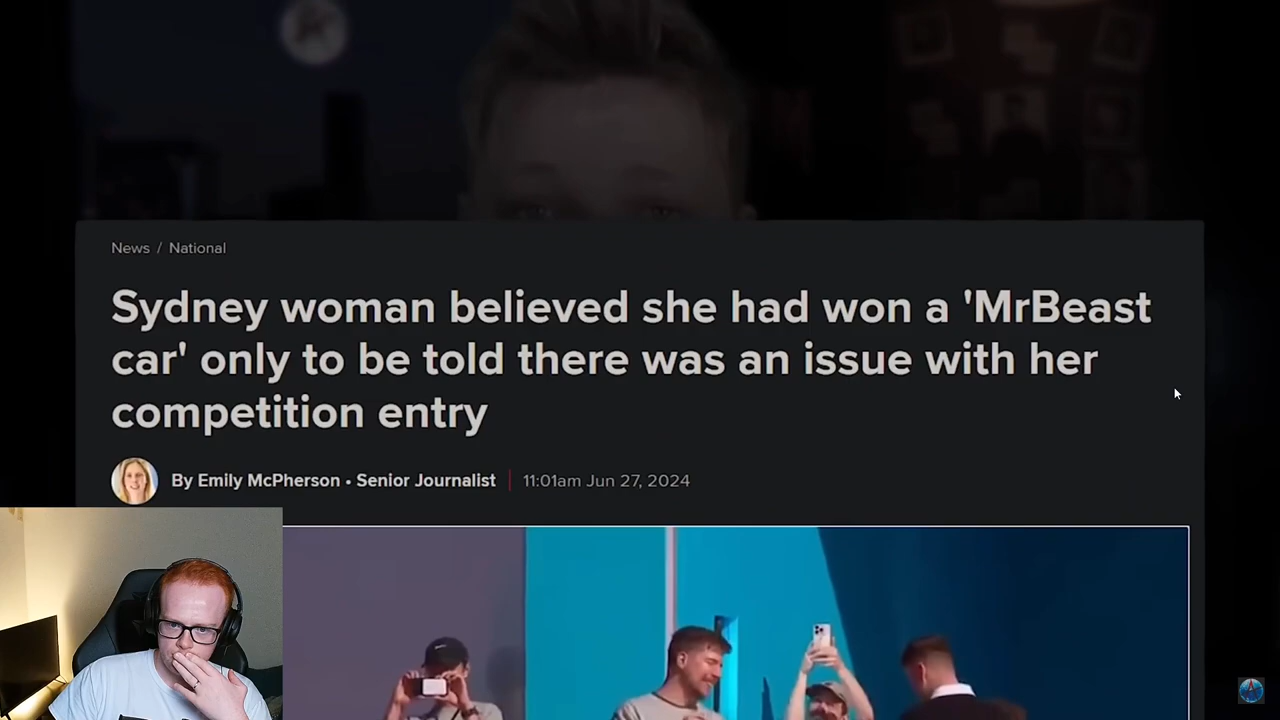 News / National
Sydney woman believed she had won a 'MrBeast
car' only to be told there was an issue with her
competition entry
By Emily McPherson • Senior Journalist | 11:01am Jun 27, 2024